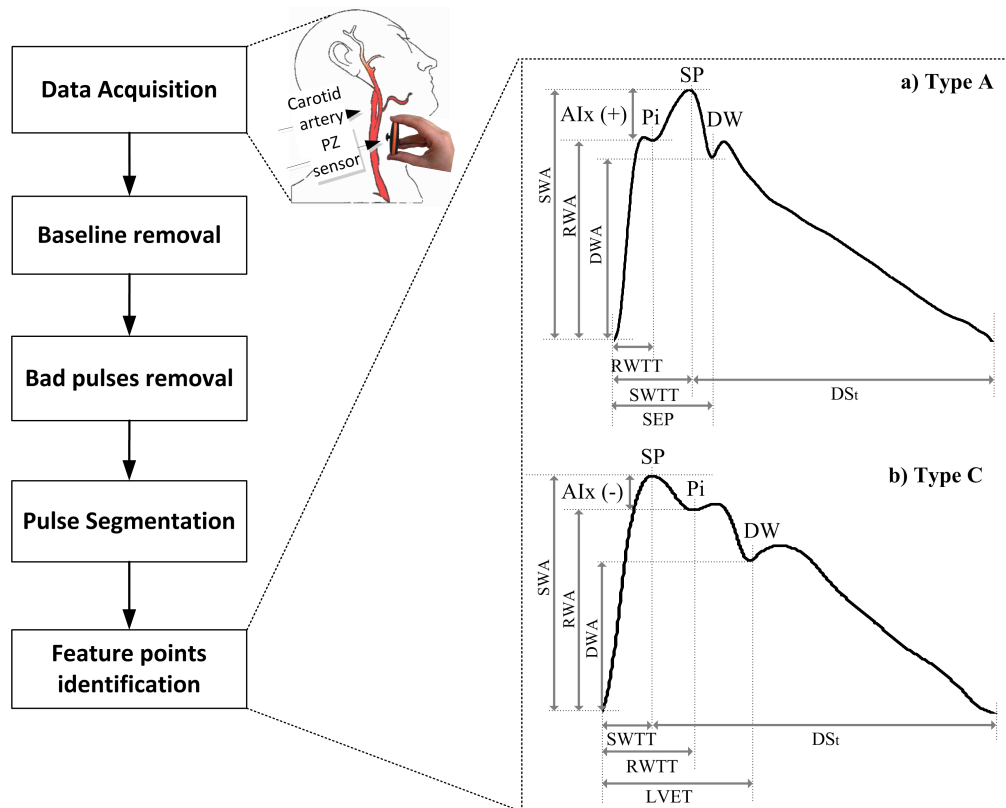 Data Acquisition
Baseline removal
Bad pulses removal
Pulse Segmentation
Feature points
identification
Carotid
artery
PZ
sensor
a) Type A
SP
AIx (+)
Pi
DW
SWA
RWA
DWA
RWTT
SWTT
DSt
SEP
b) Type C
SP
AIx (-)
Pi
DW
SWA
RWA
DWA
SWTT
DSt
RWTT
LVET